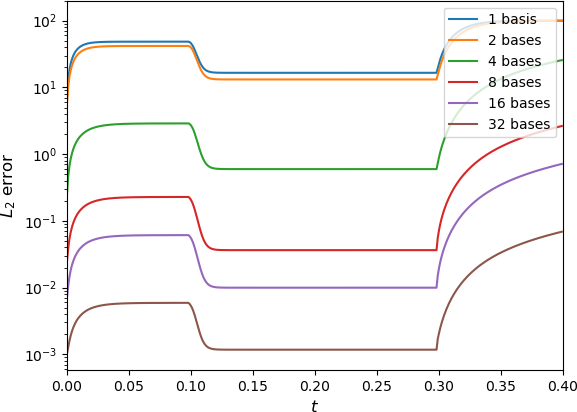 10²
10¹
10⁰
10⁻¹
10⁻²
10⁻³
L₂ error
0.00 0.05 0.10 0.15 0.20 0.25 0.30 0.35 0.40
t
1 basis
2 bases
4 bases
8 bases
16 bases
32 bases